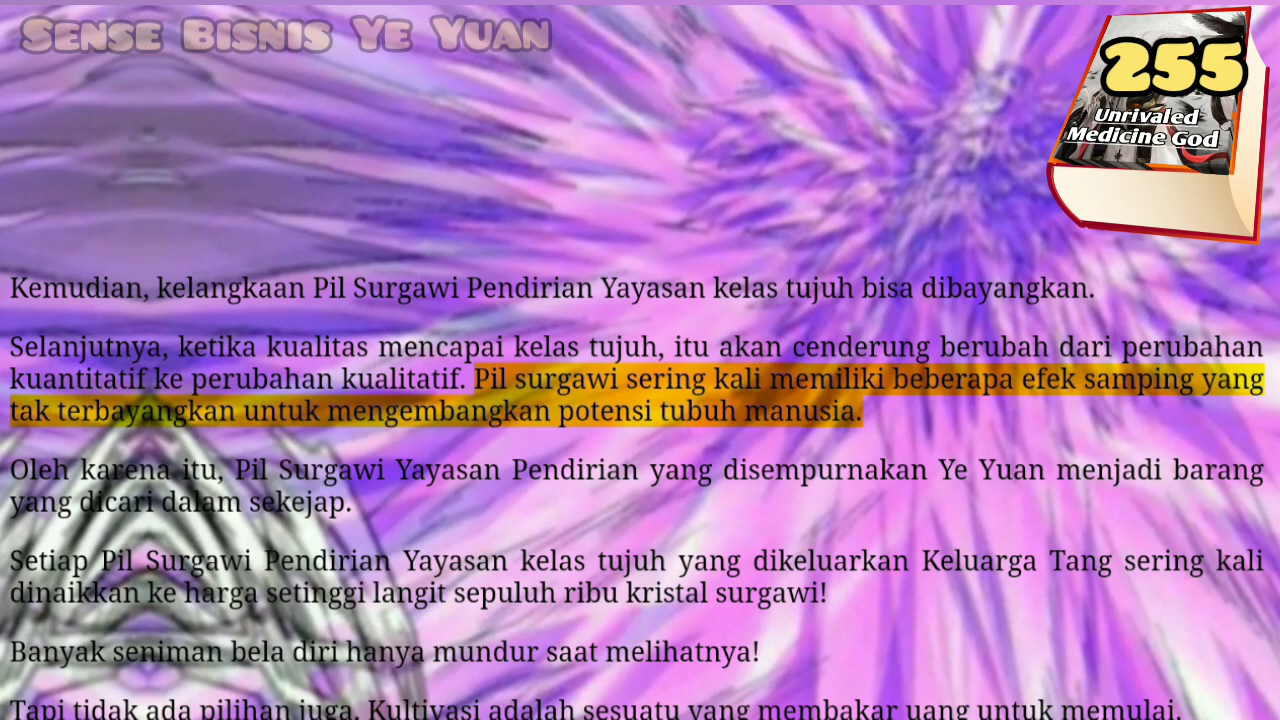 Sense Bisnis Ye Yuan
255
Unrivaled
Medicine God
Kemudian, kelangkaan Pil Surgawi Pendirian Yayasan kelas tujuh bisa dibayangkan.
Selanjutnya, ketika kualitas mencapai kelas tujuh, itu akan cenderung berubah dari perubahan
kuantitatif ke perubahan kualitatif. Pil surgawi sering kali memiliki beberapa efek samping yang
tak terbayangkan untuk mengembangkan potensi tubuh manusia.
Oleh karena itu, Pil Surgawi Yayasan Pendirian yang disempurnakan Ye Yuan menjadi barang
yang dicari dalam sekejap.
Setiap Pil Surgawi Pendirian Yayasan kelas tujuh yang dikeluarkan Keluarga Tang sering kali
dinaikkan ke harga setinggi langit sepuluh ribu kristal surgawi!
Banyak seniman bela diri hanya mundur saat melihatnya!
Tapi tidak ada pilihan juga. Kultivasi adalah sesuatu yang membakar uang untuk memulai.